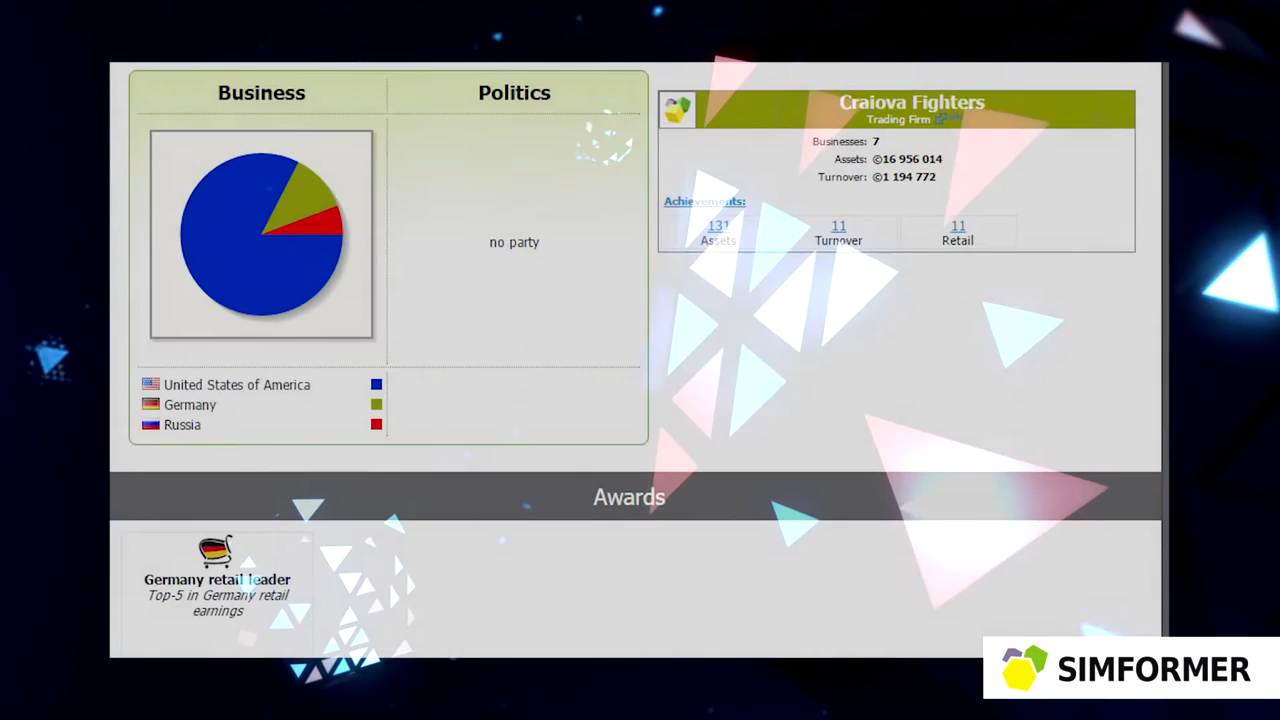 Business
Politics
no party
United States of America
Germany
Russia
Craiova Fighters
Trading Firm
Businesses: 7
Assets: ©16 956 014
Turnover: ©1 194 772
Achievements:
131
Assets
11
Turnover
11
Retail
Awards
Germany retail leader
Top-5 in Germany retail
earnings
SIMFORMER